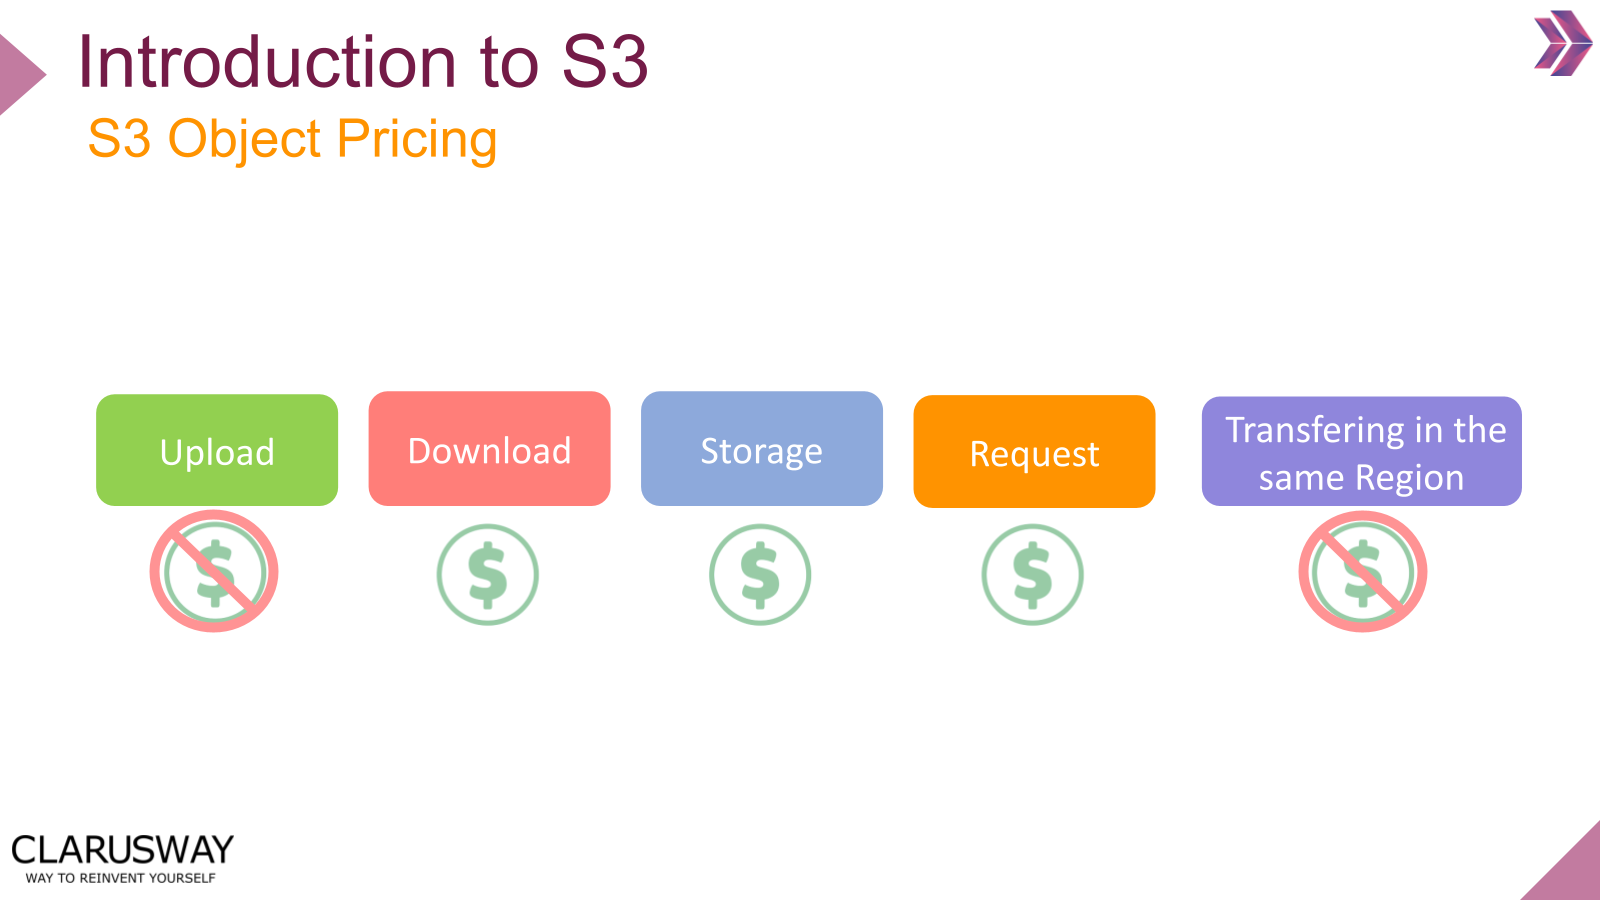 Introduction to S3
S3 Object Pricing
Upload
Download
Storage
Request
Transfering in the
same Region
$
$
$
$
$
CLARUSWAY
WAY TO REINVENT YOURSELF